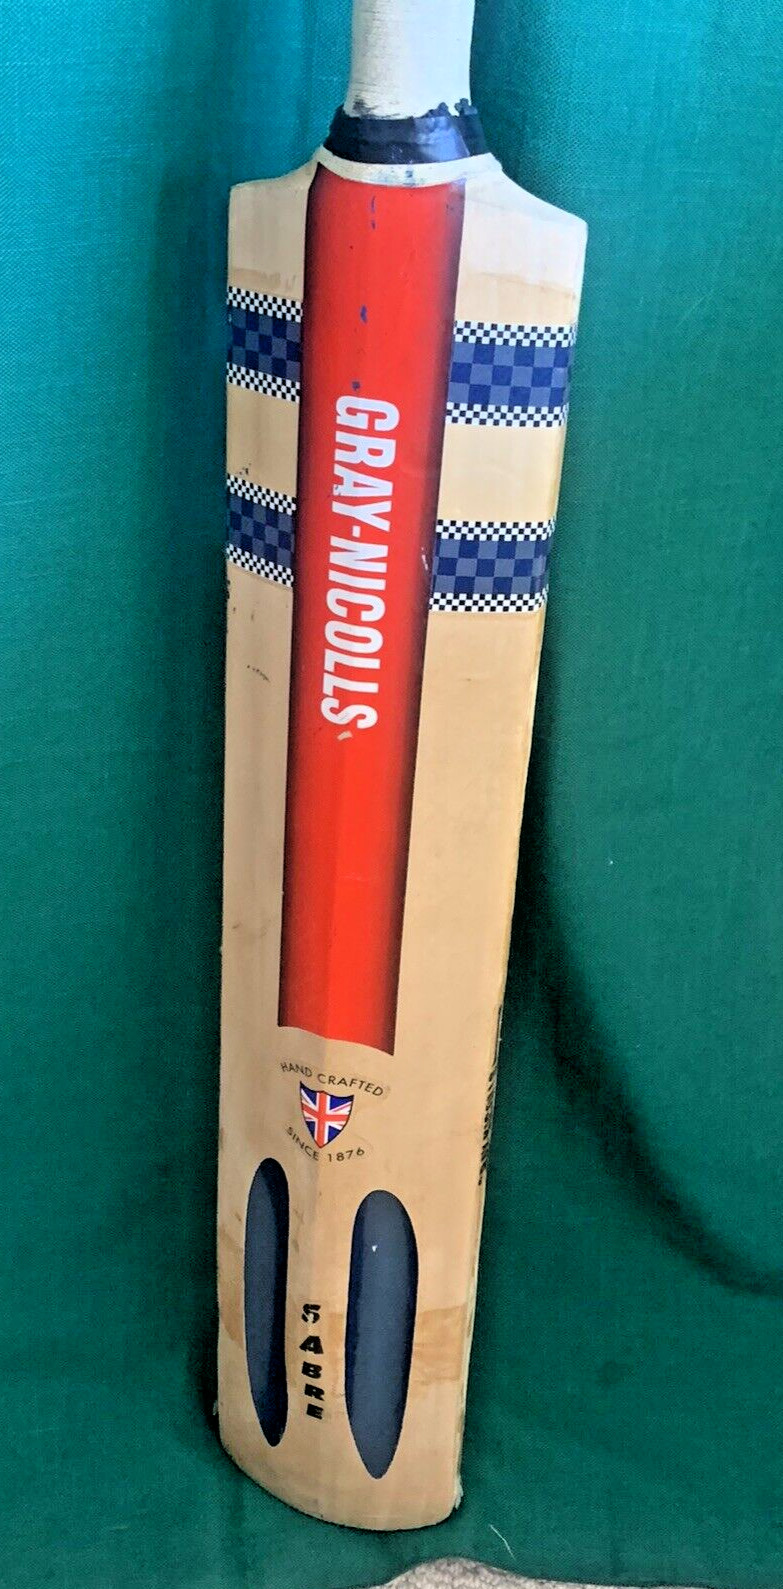 GRAY-NICOLLS
HAND CRAFTED
SINCE 1876
SABRE